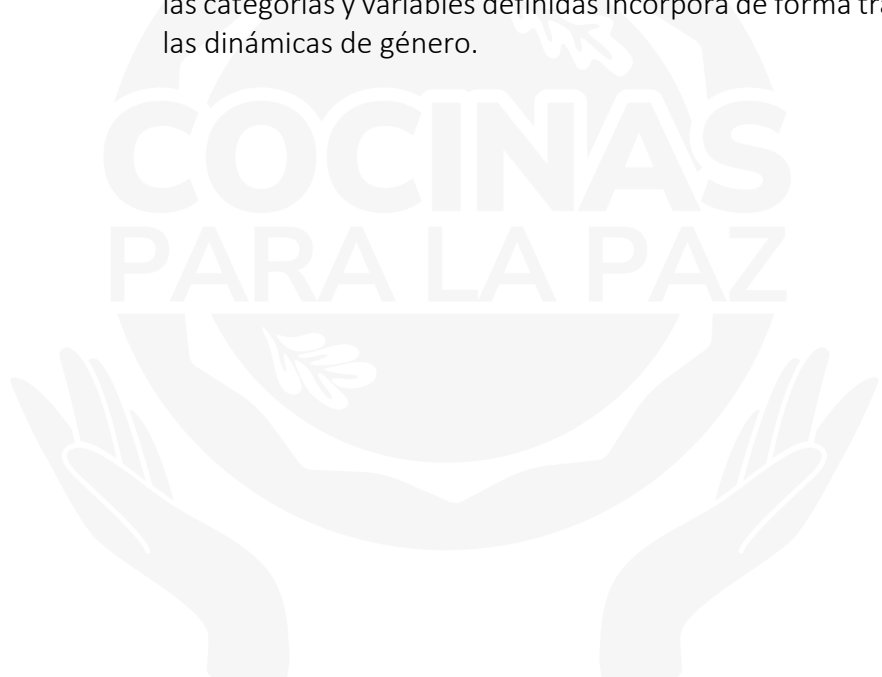 las categorías y variables definidas incorpora de forma
las dinámicas de género.
COCINAS
PARA LA PAZ